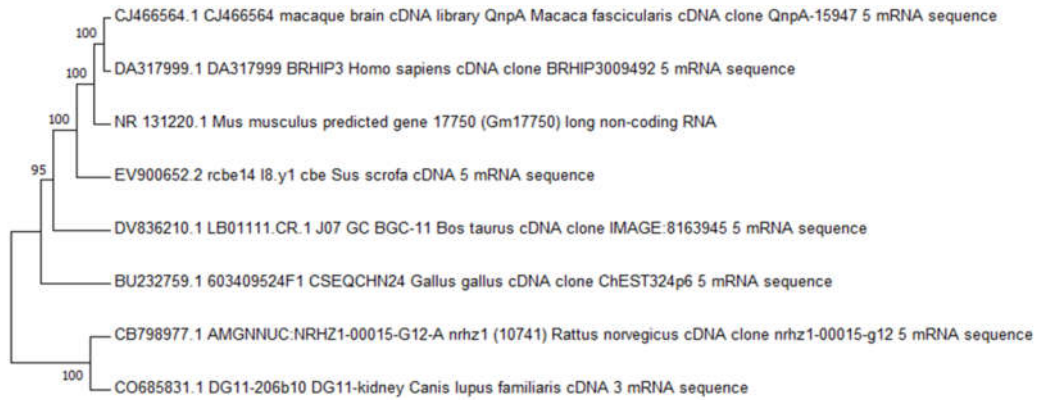 CJ466564.1 CJ466564 macaque brain cDNA library QnpA Macaca fascicularis cDNA clone QnpA-15947 5 mRNA sequence
100
DA317999.1 DA317999 BRHIP3 Homo sapiens cDNA clone BRHIP3009492 5 mRNA sequence
100
NR 131220.1 Mus musculus predicted gene 17750 (Gm17750) long non-coding RNA
100
EV900652.2 rcbe14 I8.y1 cbe Sus scrofa cDNA 5 mRNA sequence
95
DV836210.1 LB01111.CR.1 J07 GC BGC-11 Bos taurus cDNA clone IMAGE:8163945 5 mRNA sequence
BU232759.1 603409524F1 CSEQCHN24 Gallus gallus cDNA clone ChEST324p6 5 mRNA sequence
CB798977.1 AMGNNUC:NRHZ1-00015-G12-A nrhz1 (10741) Rattus norvegicus cDNA clone nrhz1-00015-g12 5 mRNA sequence
100
CO685831.1 DG11-206b10 DG11-kidney Canis lupus familiaris cDNA 3 mRNA sequence